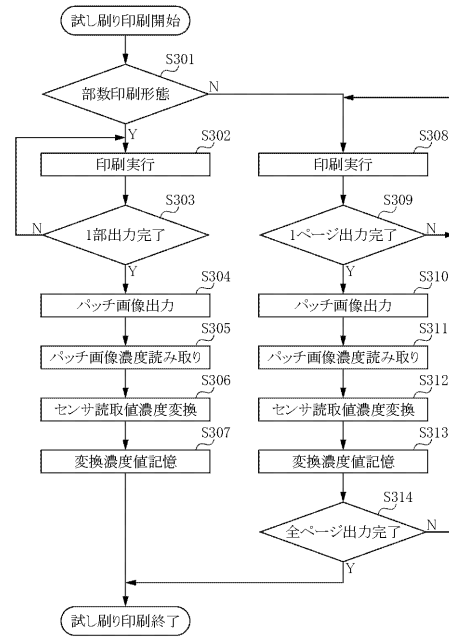 試し刷り印刷開始
S301
部数印刷形態
N
Y
S302
印刷実行
S303
1部出力完了
N
Y
S304
パッチ画像出力
S305
パッチ画像濃度読み取り
S306
センサ読取値濃度変換
S307
変換濃度値記憶
S308
印刷実行
S309
1ページ出力完了
N
Y
S310
パッチ画像出力
S311
パッチ画像濃度読み取り
S312
センサ読取値濃度変換
S313
変換濃度値記憶
S314
全ページ出力完了
N
Y
試し刷り印刷終了